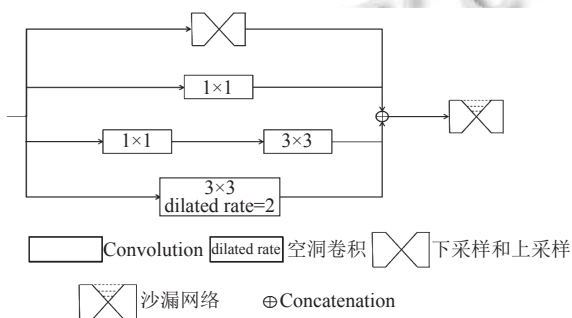 1×1
1×1
3×3
3×3
dilated rate=2
Convolution dilated rate 空洞卷积 下采样和上采样
沙漏网络 ⊕Concatenation